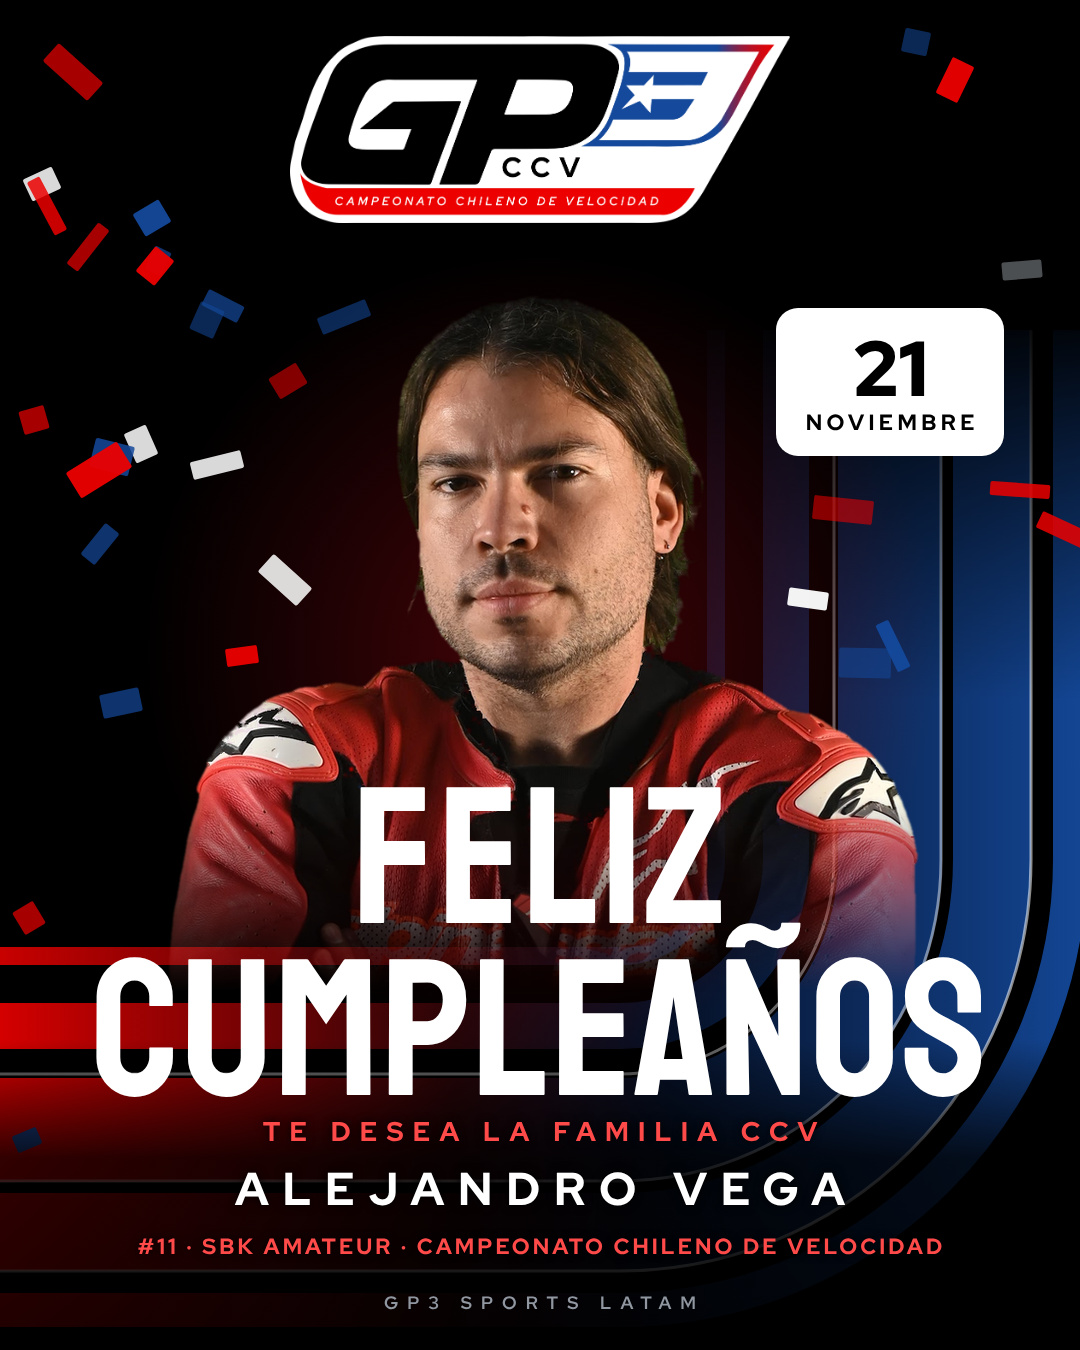 GP3
CCV
CAMPEONATO CHILENO DE VELOCIDAD
21
NOVIEMBRE
FELIZ
CUMPLEAÑOS
TE DESEA LA FAMILIA CCV
ALEJANDRO VEGA
#11 · SBK AMATEUR · CAMPEONATO CHILENO DE VELOCIDAD
GP3 SPORTS LATAM